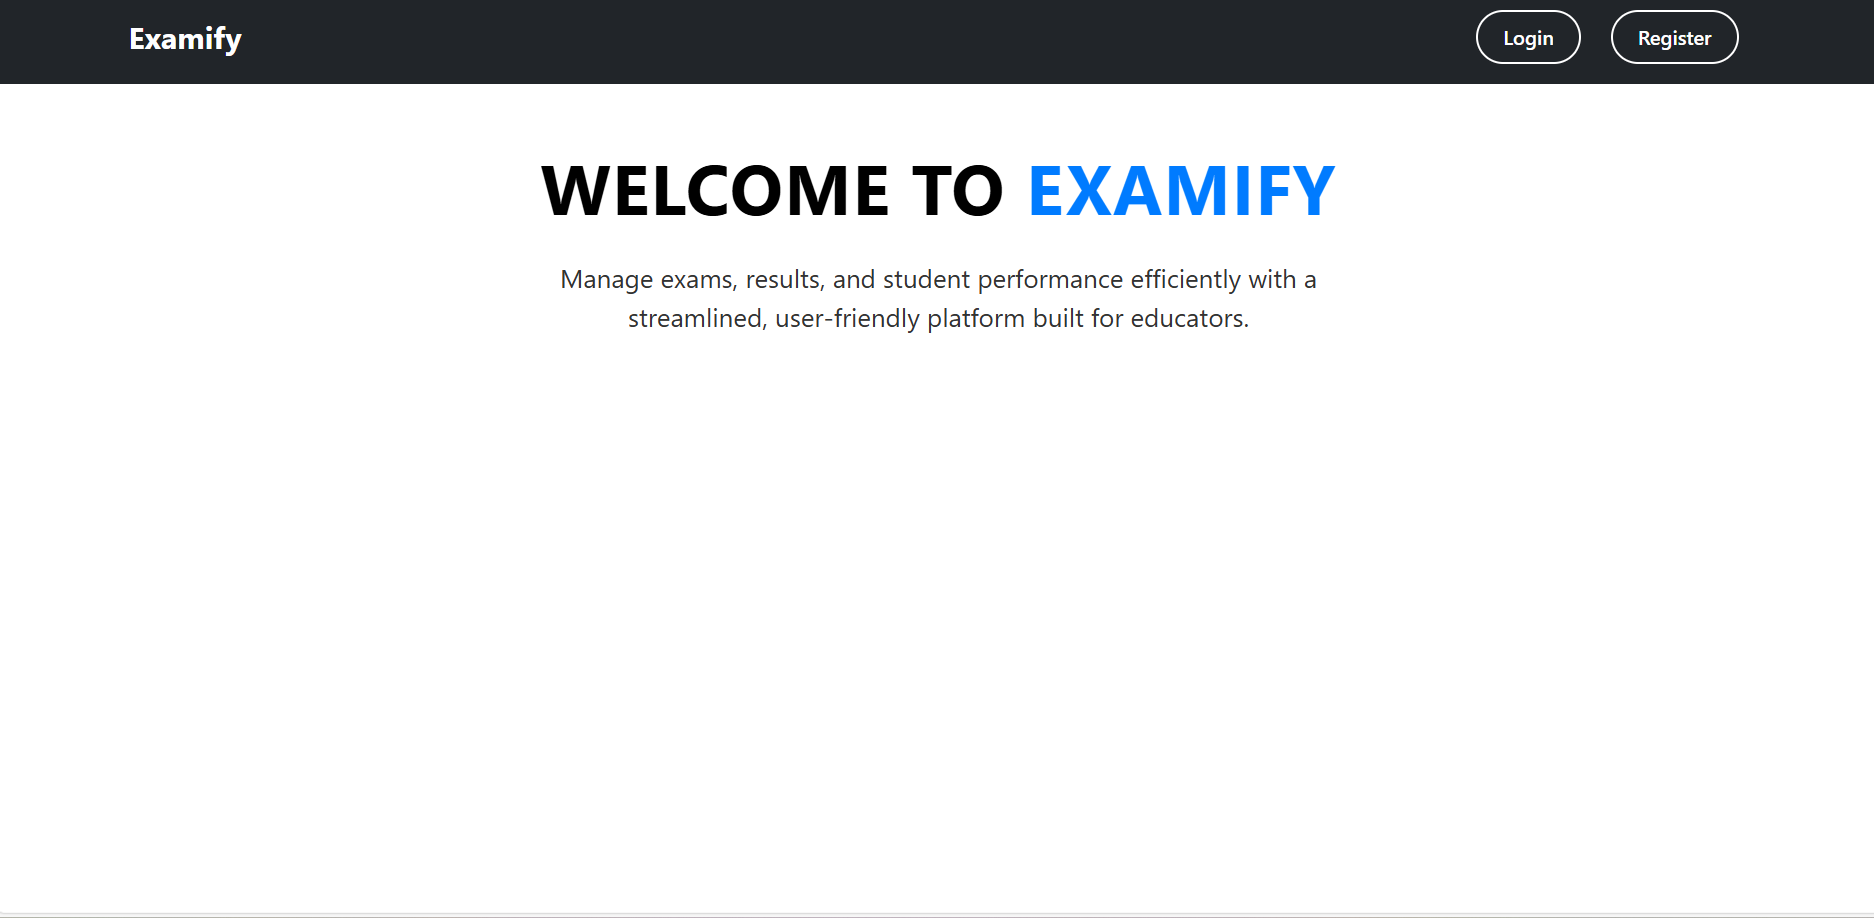 Examify
Login
Register
WELCOME TO EXAMIFY
Manage exams, results, and student performance efficiently with a
streamlined, user-friendly platform built for educators.